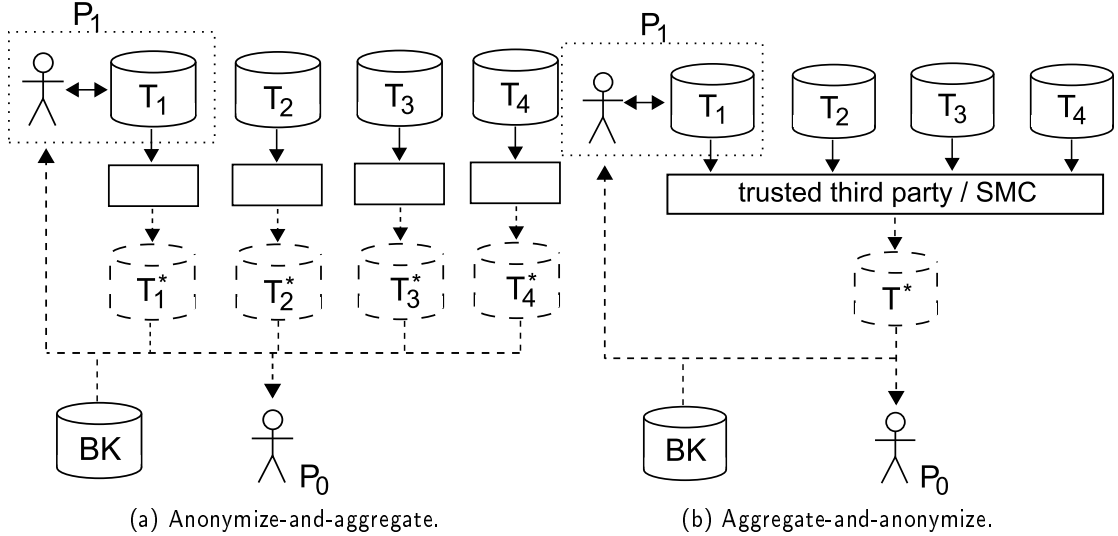 P1
T1 T2 T3 T4
T1* T2* T3* T4*
BK
P0
(a) Anonymize-and-aggregate.
P1
T1 T2 T3 T4
trusted third party / SMC
T*
BK
P0
(b) Aggregate-and-anonymize.